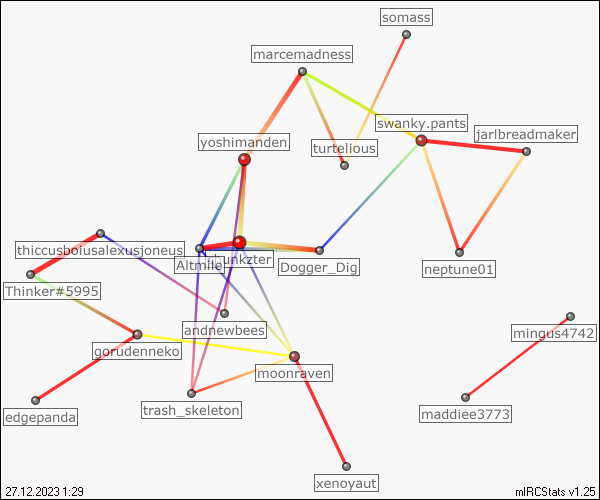 somass
marcemadness
swanky.pants
jarlbreadmaker
yoshimanden
turtelious
thiccusboiusalexusjoneus
Altmile
Dogger_Dig
neptune01
Thinker#5995
andnewbees
mingus4742
gorudenneko
moonraven
edgepanda
trash_skeleton
maddiee3773
xenoyaut
27.12.2023 1:29
mIRCStats v1.25